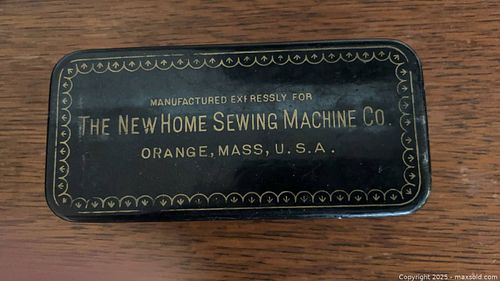 MANUFACTURED EXPRESSLY FOR
THE NEW HOME SEWING MACHINE CO.
ORANGE, MASS, U.S.A.
Copyright 2025 - maxsold.com